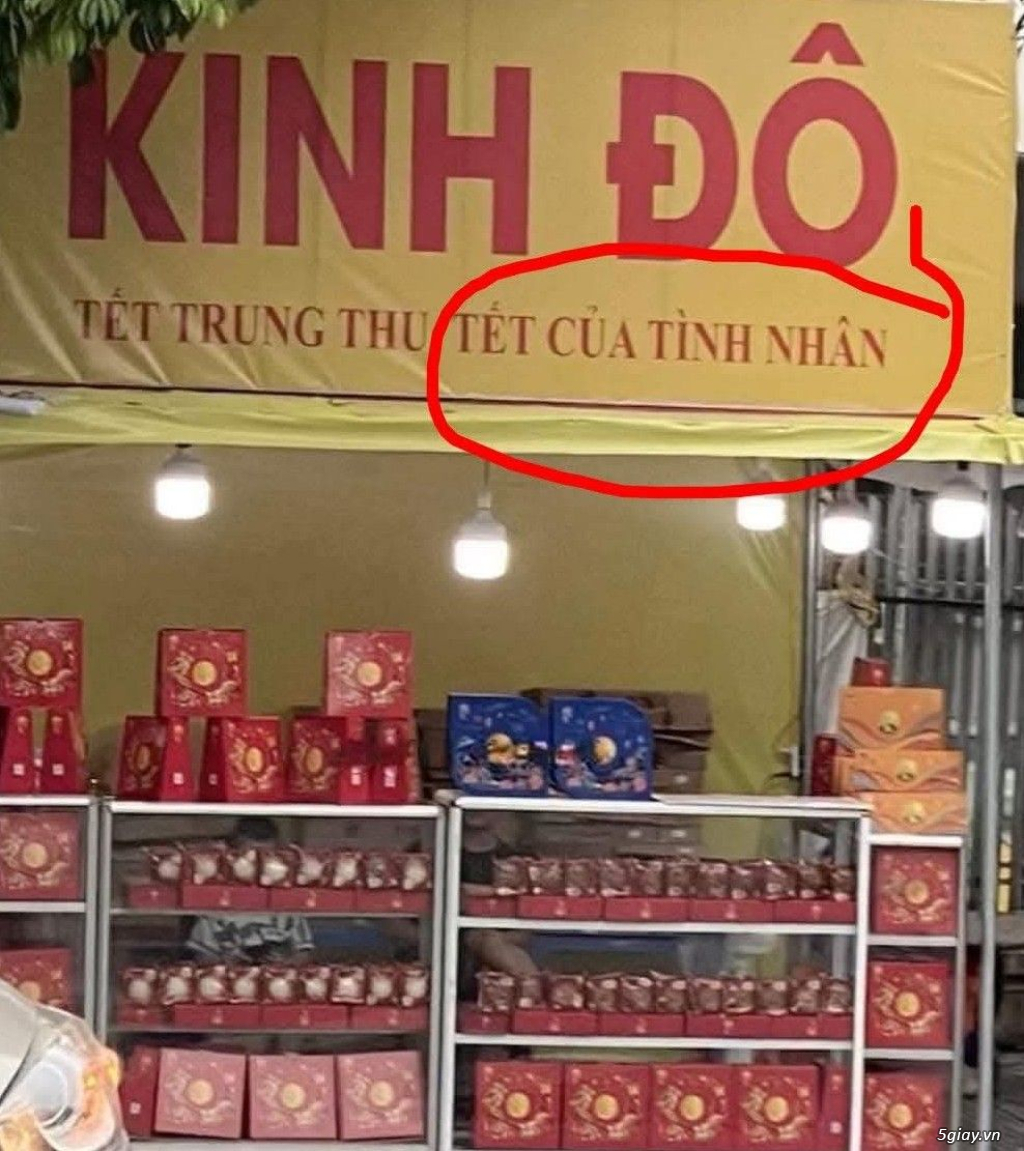 KINH ĐÔ
TẾT TRUNG THU TẾT CỦA TÌNH NHÂN
5giay.vn